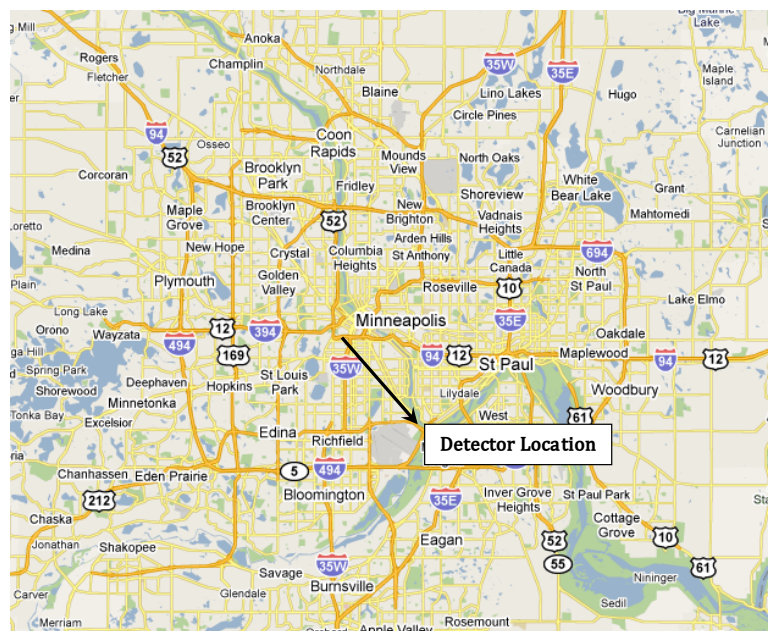 g Mill
Anoka
Big Marine
Lake
Rogers
Champlin
Northdale
35W
35E
Maple
Island
Fletcher
Blaine
Lino Lakes
Hugo
er
Circle Pines
94
Osseo
Coon
Rapids
Carnelian
Junction
52
Mounds
View
North Oaks
Corcoran
Brooklyn
Park
Fridley
Shoreview
White
Bear Lake
Grant
Maple
Grove
Brooklyn
Center
52
New
Brighton
Vadnais
Heights
Mahtomedi
oretto
New Hope
Arden Hills
Medina
Crystal
Columbia
Heights
St Anthony
Little
Canada
694
Plain
Plymouth
Golden
Valley
Roseville
10
North
St Paul
Long Lake
Minneapolis
35E
Lake Elmo
Orono
Wayzata
12
394
Oakdale
494
169
94
12
St Paul
Maplewood
94
12
ga Hill
Spring Park
Deephaven
Hopkins
St Louis
Park
35W
Shorewood
Minnetonka
Lilydale
Woodbury
Tonka Bay
Excelsior
West
61
Edina
Richfield
Detector Location
ria
Chanhassen
Eden Prairie
5
494
212
Bloomington
35E
Inver Grove
Heights
St Paul Park
Chaska
Cottage
Grove
Jonathan
Shakopee
Eagan
52
10
Savage
35W
55
61
Carver
Glendale
Burnsville
Nininger
Sedil
Merriam
Apple Valley
Rosemount